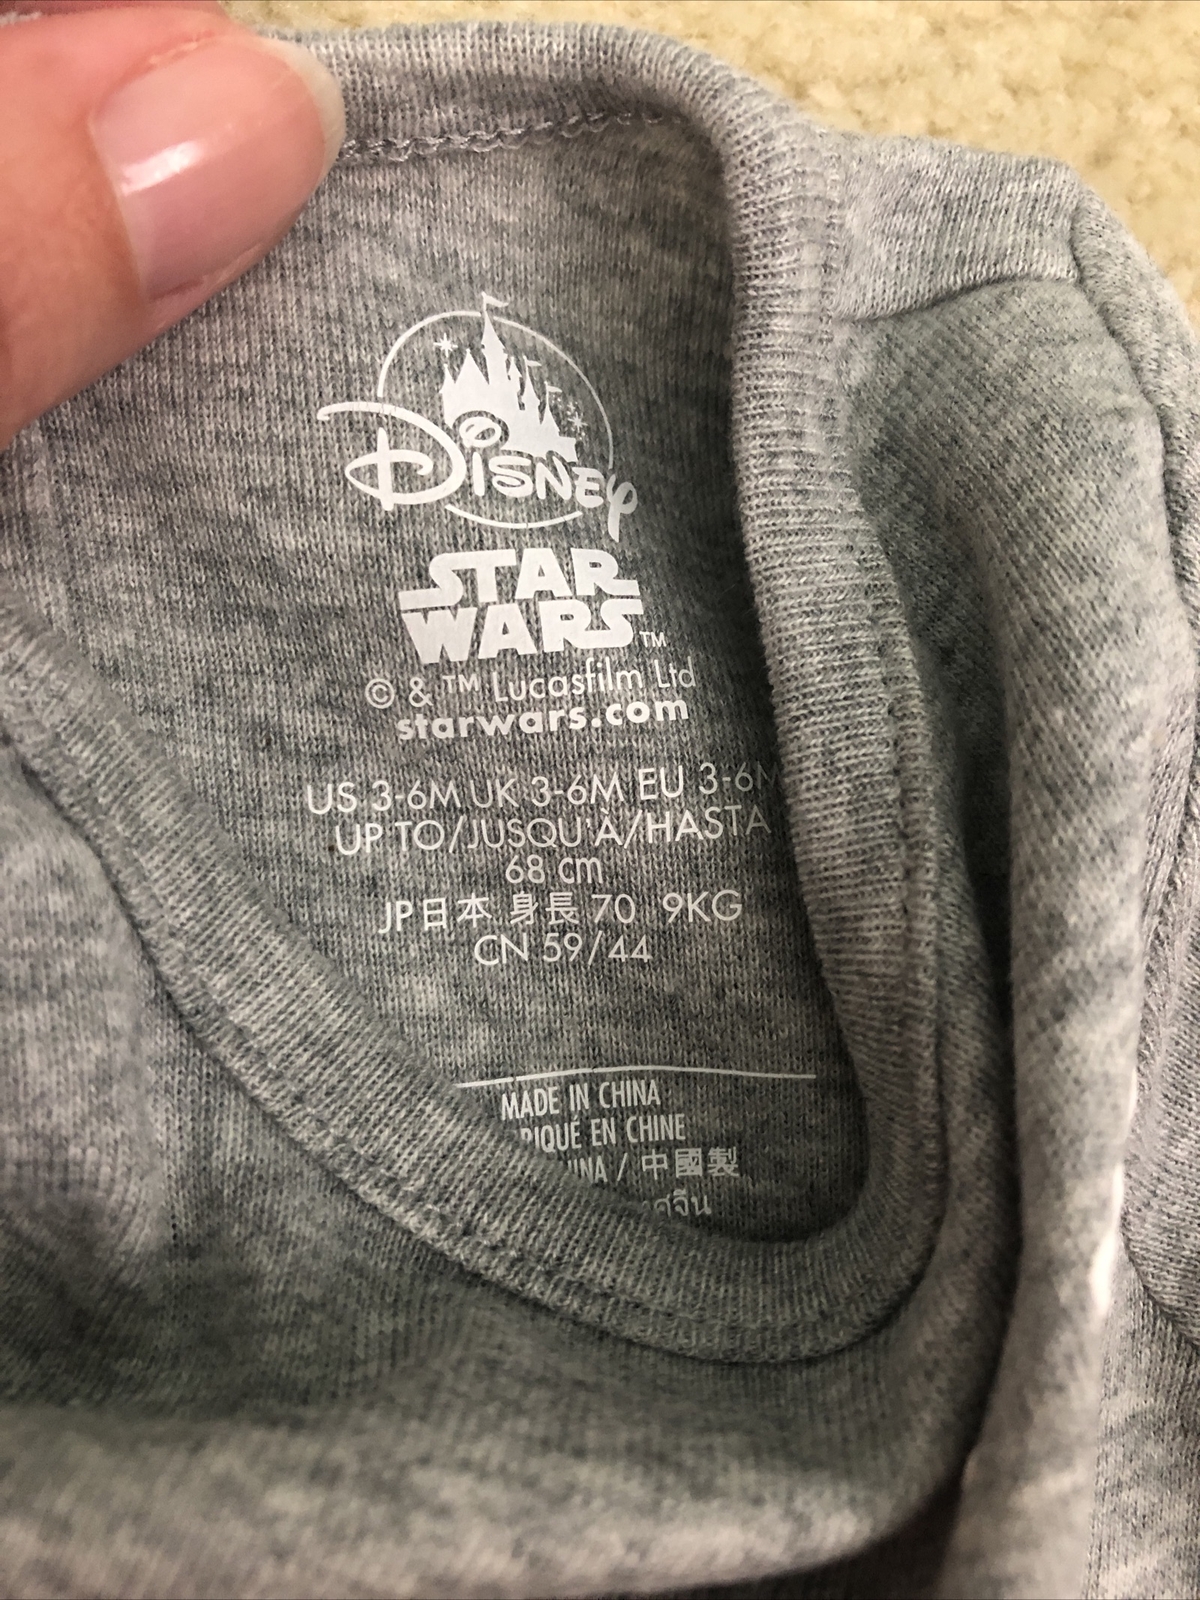 Disney
STAR
WARS™
© & ™ Lucasfilm Ltd
starwars.com
US 3-6M UK 3-6M EU 3-6M
UP TO/JUSQU'À/HASTA
68 cm
JP日本 身長 70 9KG
CN 59/44
MADE IN CHINA
EN CHINE
/ 中國製